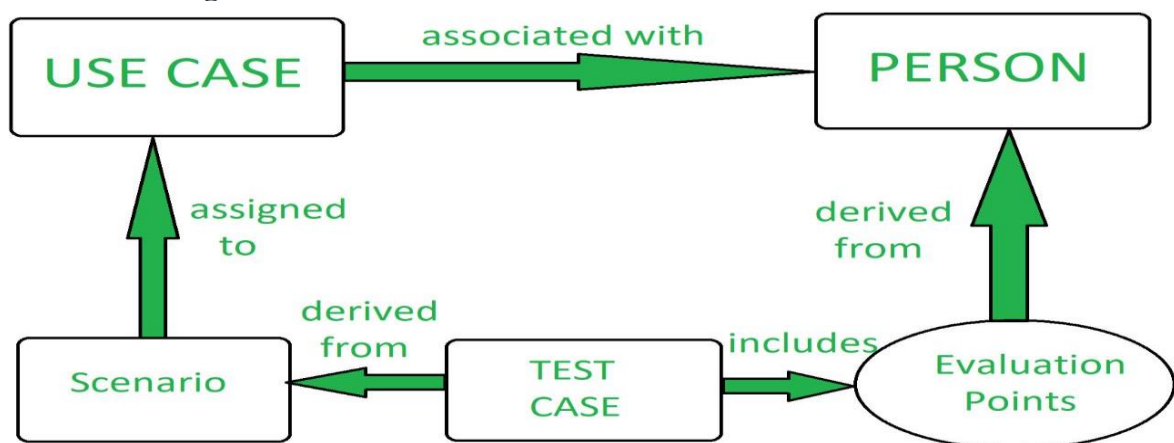 associated with
USE CASE
PERSON
assigned
to
derived
from
derived
from
includes
Scenario
TEST
CASE
Evaluation
Points